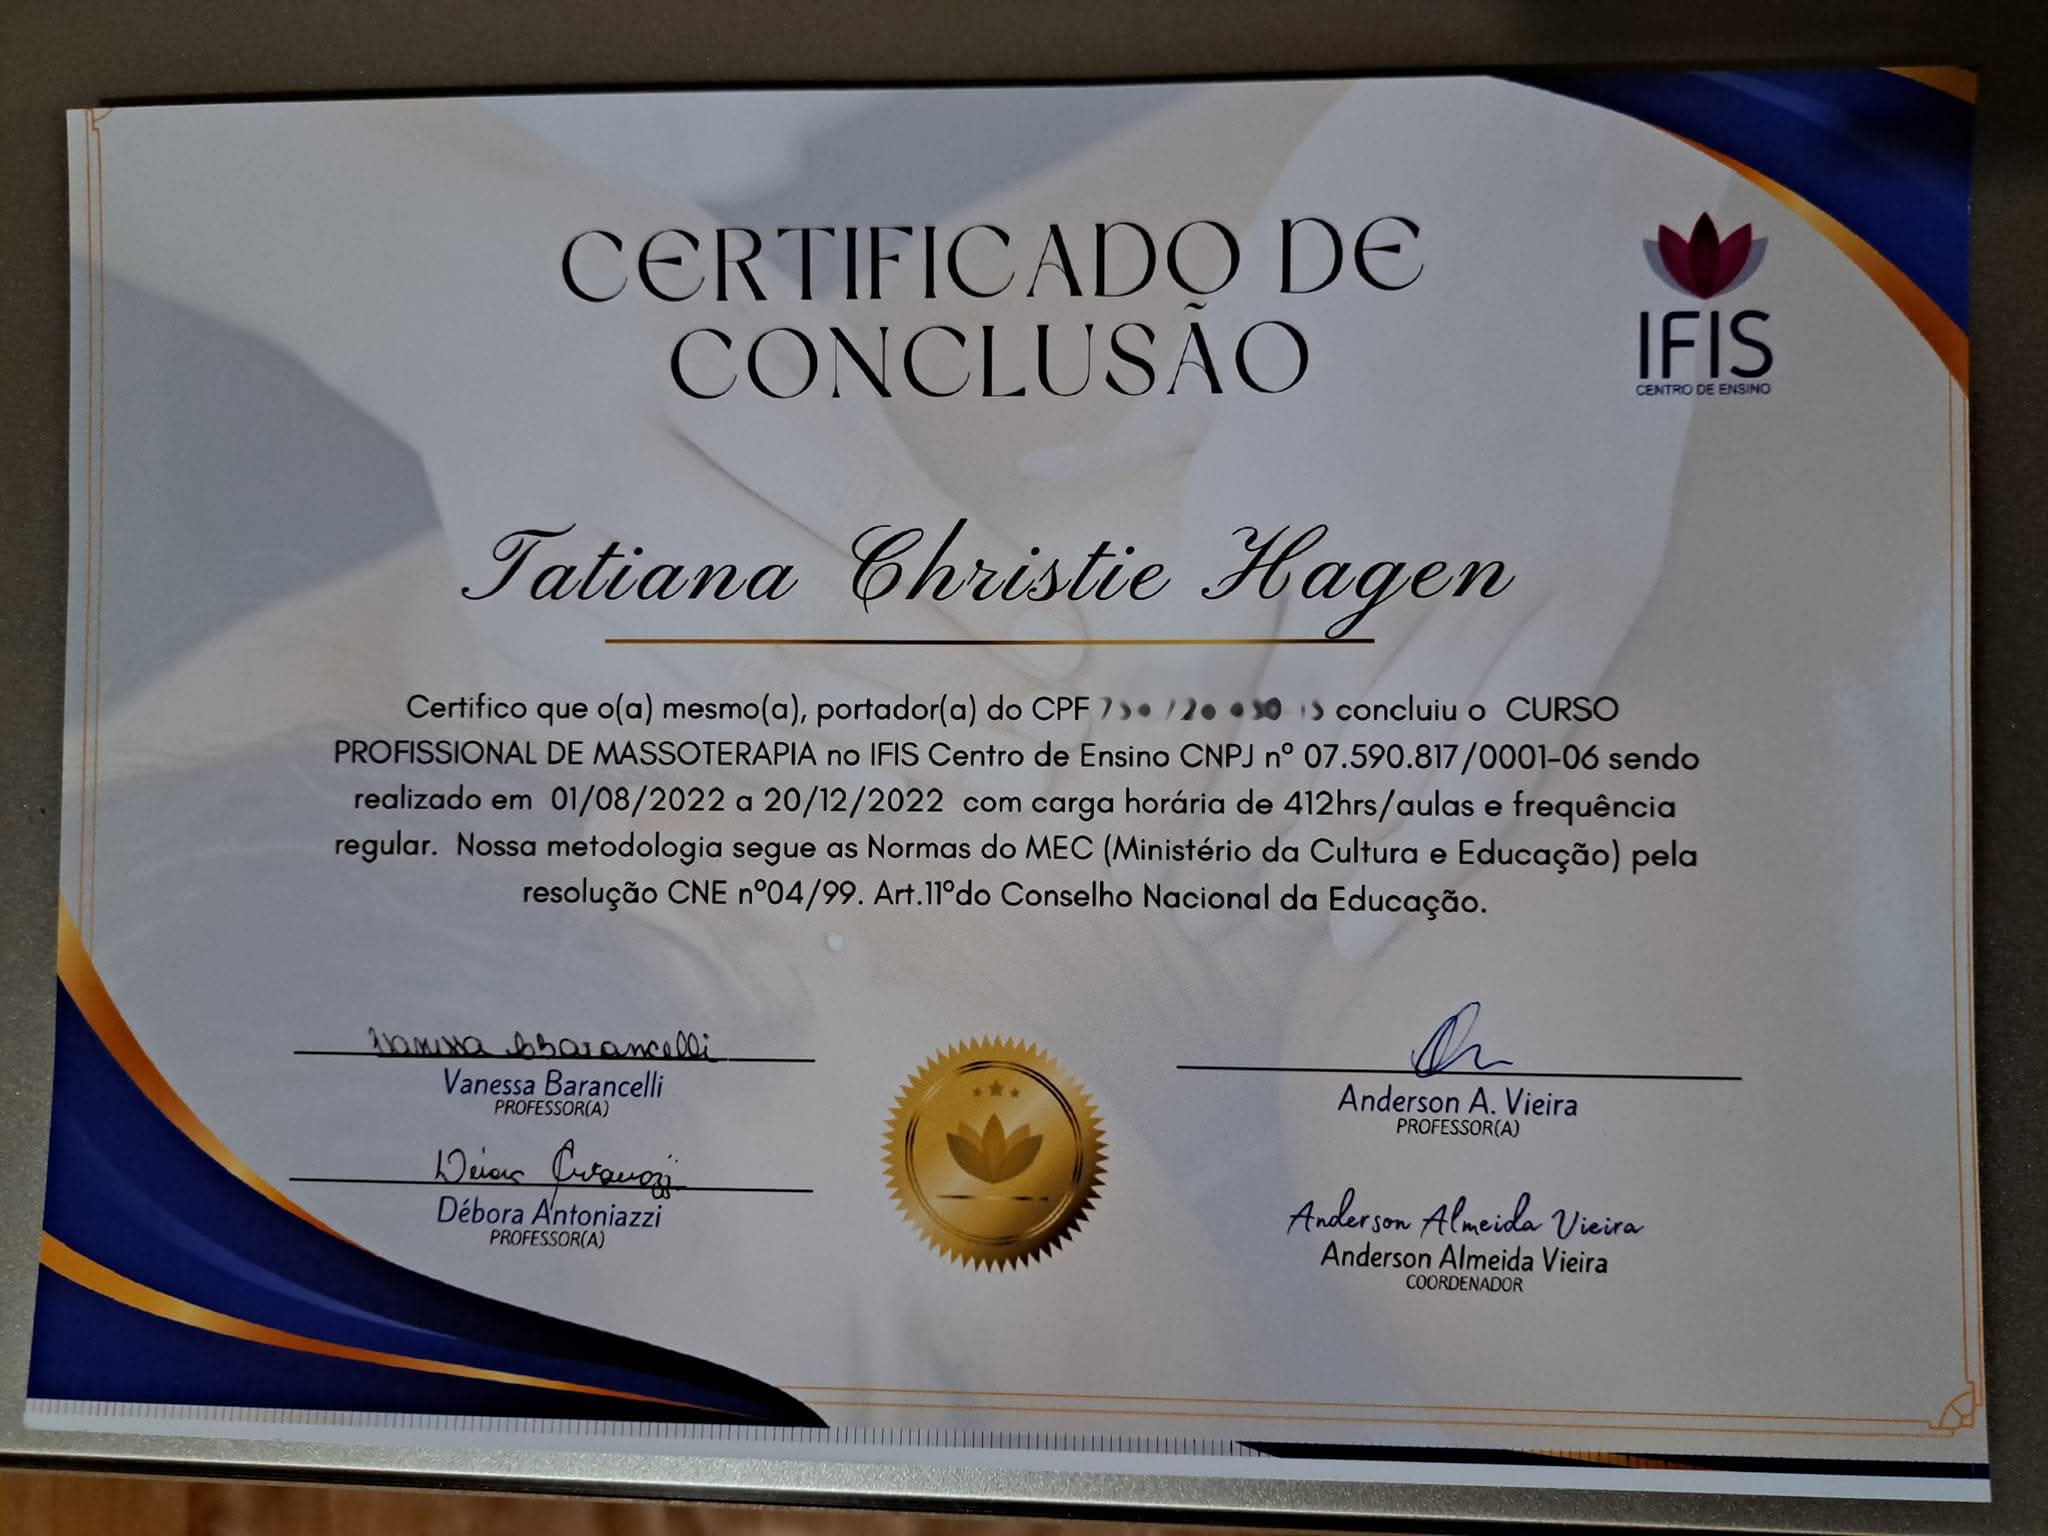 CERTIFICADO DE
CONCLUSÃO
IFIS
CENTRO DE ENSINO
Tatiana Christie Hagen
Certifico que o(a) mesmo(a), portador(a) do CPF concluiu o CURSO
PROFISSIONAL DE MASSOTERAPIA no IFIS Centro de Ensino CNPJ nº 07.590.817/0001-06 sendo
realizado em 01/08/2022 a 20/12/2022 com carga horária de 412hrs/aulas e frequência
regular. Nossa metodologia segue as Normas do MEC (Ministério da Cultura e Educação) pela
resolução CNE nº04/99. Art.11ºdo Conselho Nacional da Educação.
Vanessa Barancelli
Vanessa Barancelli
PROFESSOR(A)
Débora Antoniazzi
PROFESSOR(A)
Anderson A. Vieira
PROFESSOR(A)
Anderson Almeida Vieira
Anderson Almeida Vieira
COORDENADOR